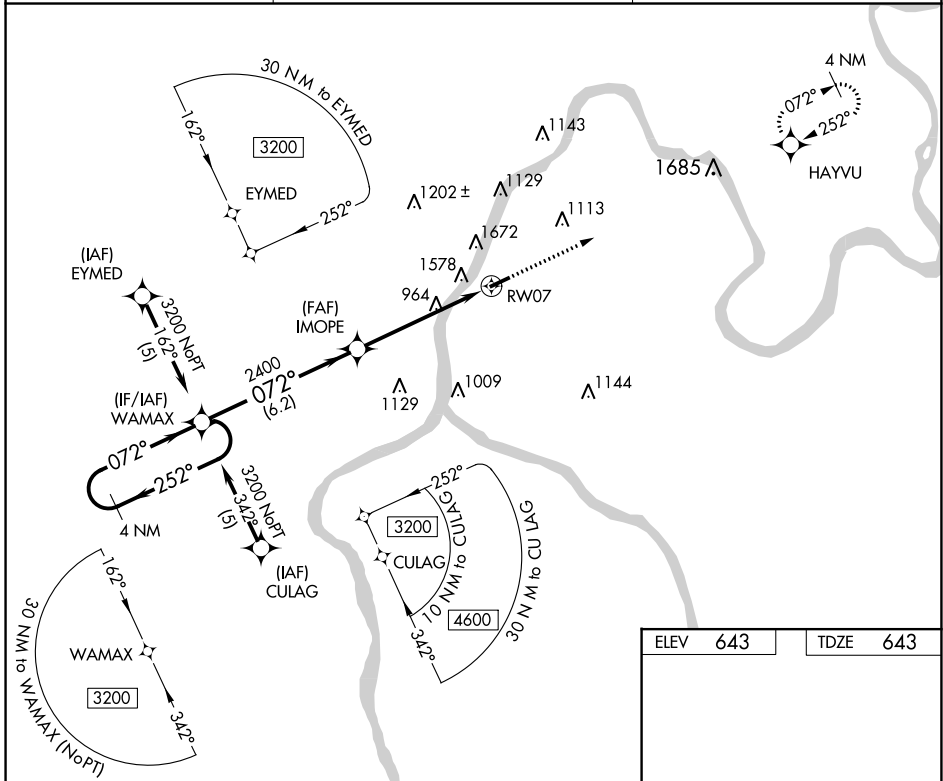 30 NM to EYMED
162°
3200
EYMED
252°
4 NM
072°
252°
HAYVU
1143
1685
1202 ±
1129
1113
1672
1578
964
RW07
(IAF)
EYMED
3200 NoPT
162°
(5)
(FAF)
IMOPE
2400
072°
(6.2)
(IF/IAF)
WAMAX
1129
1009
1144
072°
252°
4 NM
3200 NoPT
342°
(5)
(IAF)
CULAG
252°
3200
CULAG
10 NM to CULAG
30 NM to CULAG
4600
342°
162°
WAMAX
3200
342°
30 NM to WAMAX (NoPT)
ELEV 643
TDZE 643